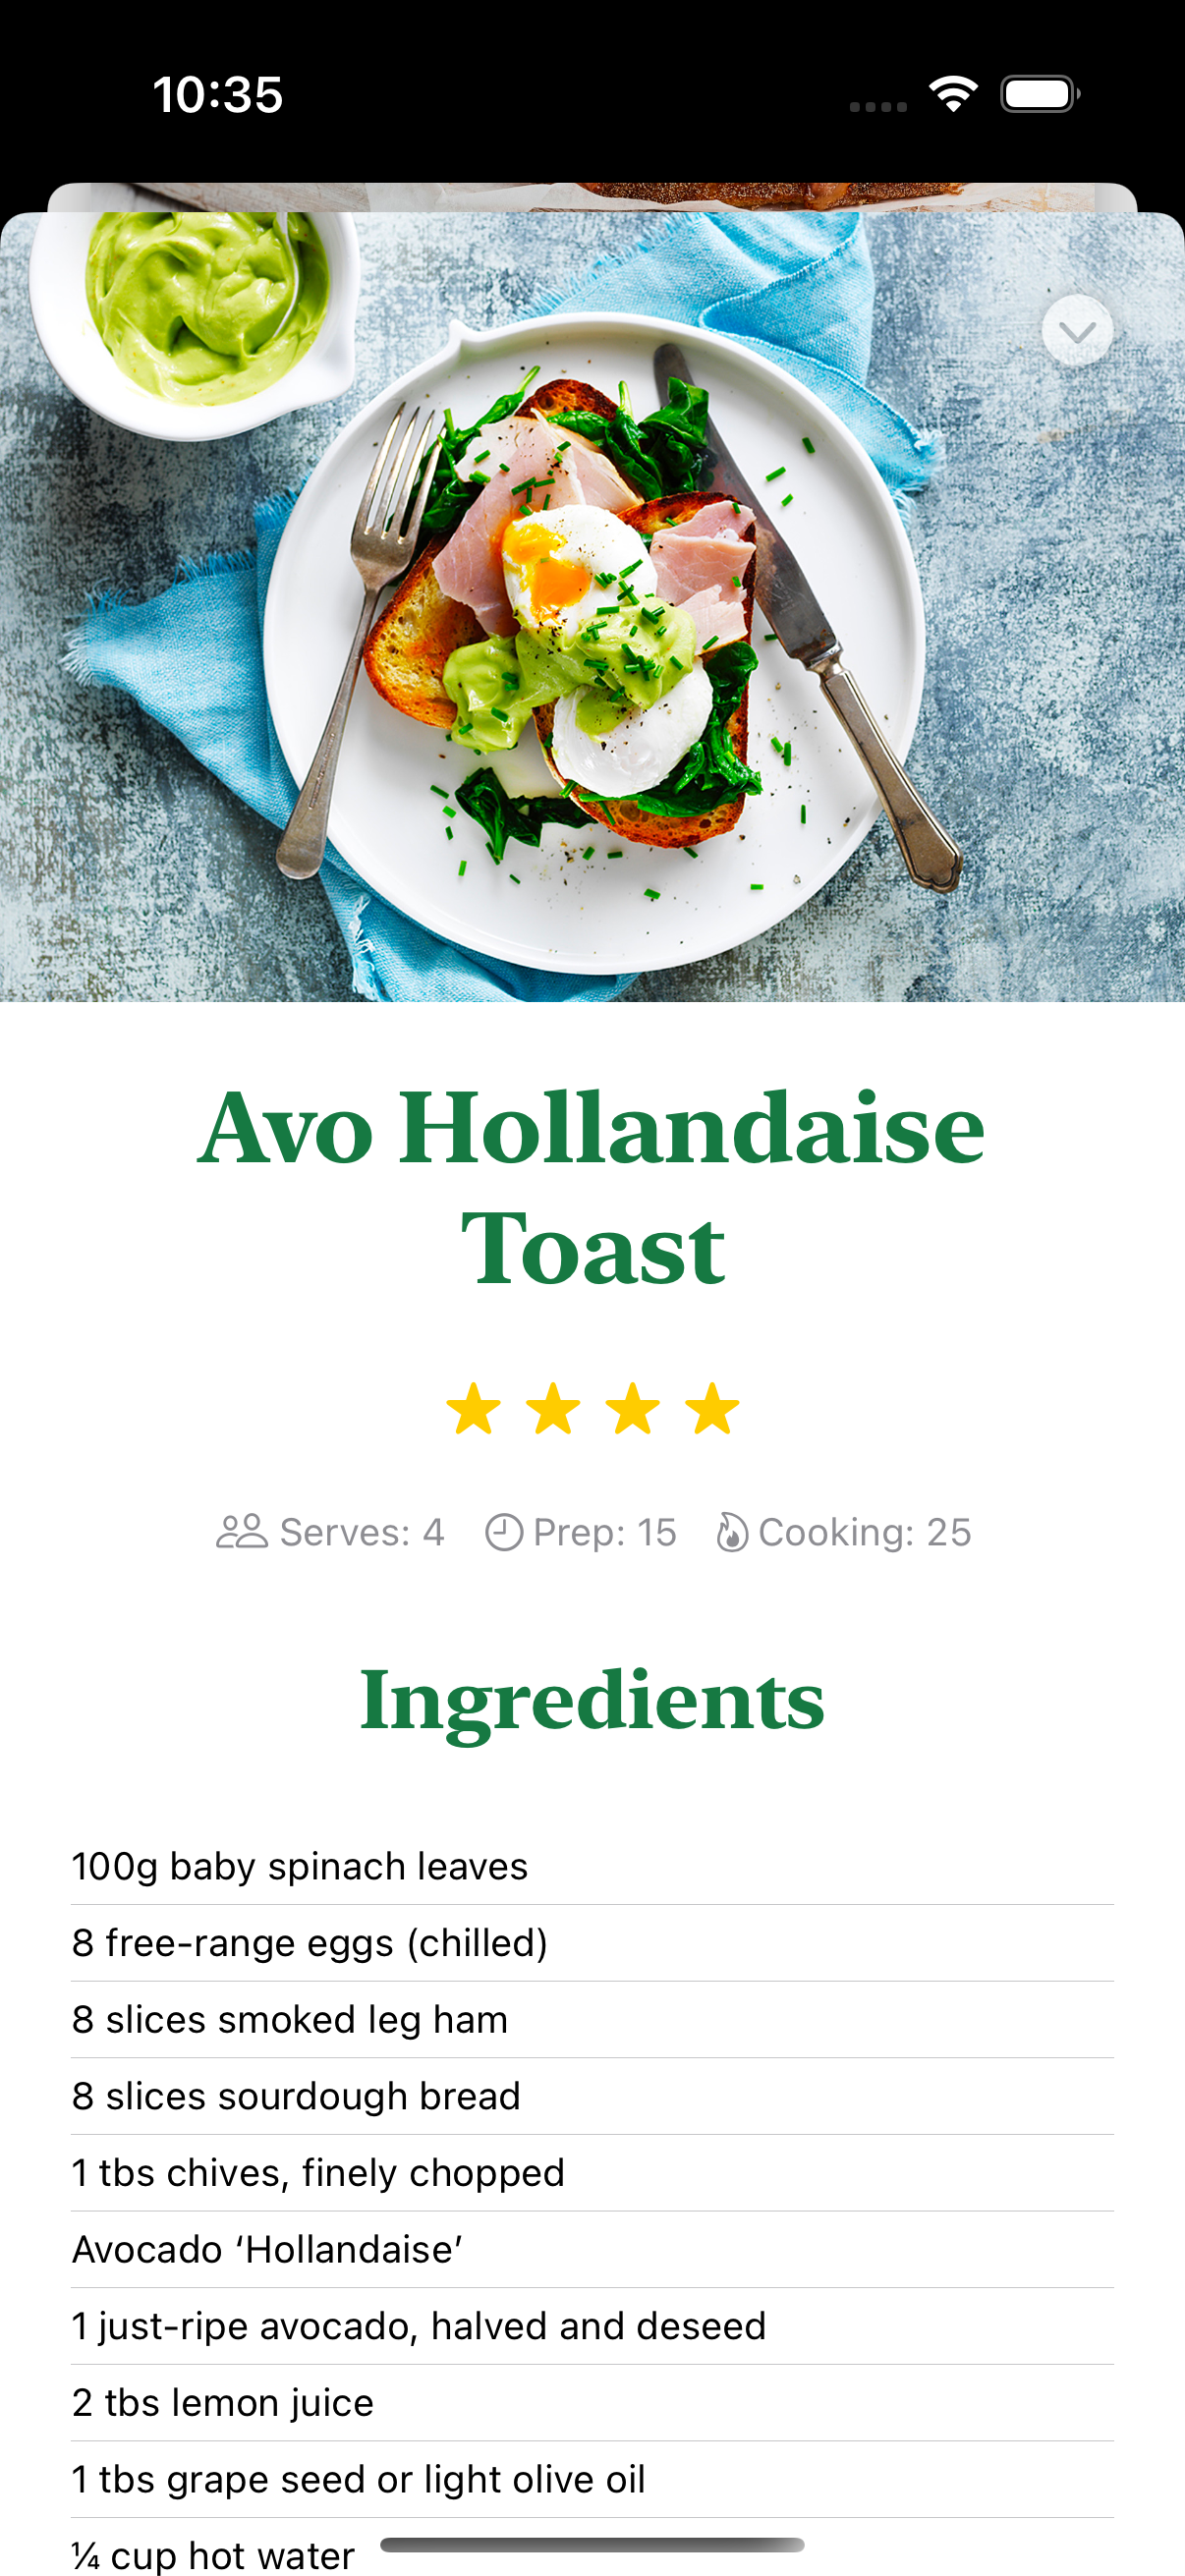 10:35
Avo Hollandaise
Toast
Serves: 4 Prep: 15 Cooking: 25
Ingredients
100g baby spinach leaves
8 free-range eggs (chilled)
8 slices smoked leg ham
8 slices sourdough bread
1 tbs chives, finely chopped
Avocado ‘Hollandaise’
1 just-ripe avocado, halved and deseed
2 tbs lemon juice
1 tbs grape seed or light olive oil
¼ cup hot water